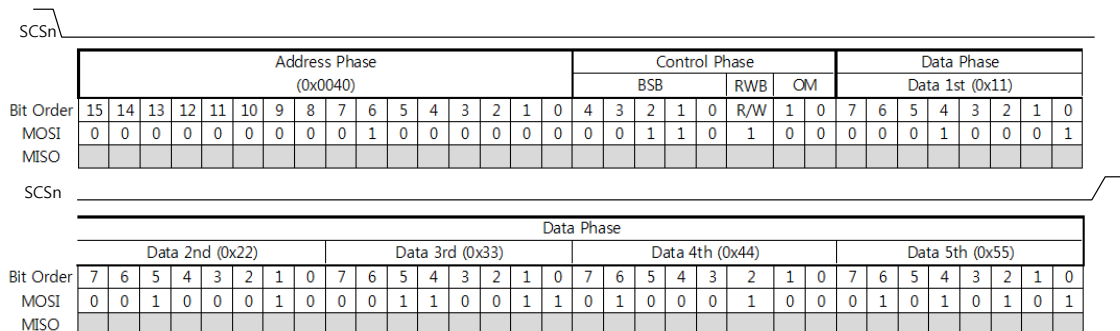 SCSn
Address Phase Control Phase Data Phase
(0x0040) BSB RWB OM Data 1st (0x11)
Bit Order 15 14 13 12 11 10 9 8 7 6 5 4 3 2 1 0 4 3 2 1 0 R/W 1 0 7 6 5 4 3 2 1 0
MOSI 0 0 0 0 0 0 0 0 0 1 0 0 0 0 0 0 0 0 1 1 0 1 0 0 0 0 0 1 0 0 0 1
MISO
SCSn
Data Phase
Data 2nd (0x22) Data 3rd (0x33) Data 4th (0x44) Data 5th (0x55)
Bit Order 7 6 5 4 3 2 1 0 7 6 5 4 3 2 1 0 7 6 5 4 3 2 1 0 7 6 5 4 3 2 1 0
MOSI 0 0 1 0 0 0 1 0 0 0 1 1 0 0 1 1 0 1 0 0 0 1 0 0 0 1 0 1 0 1 0 1
MISO